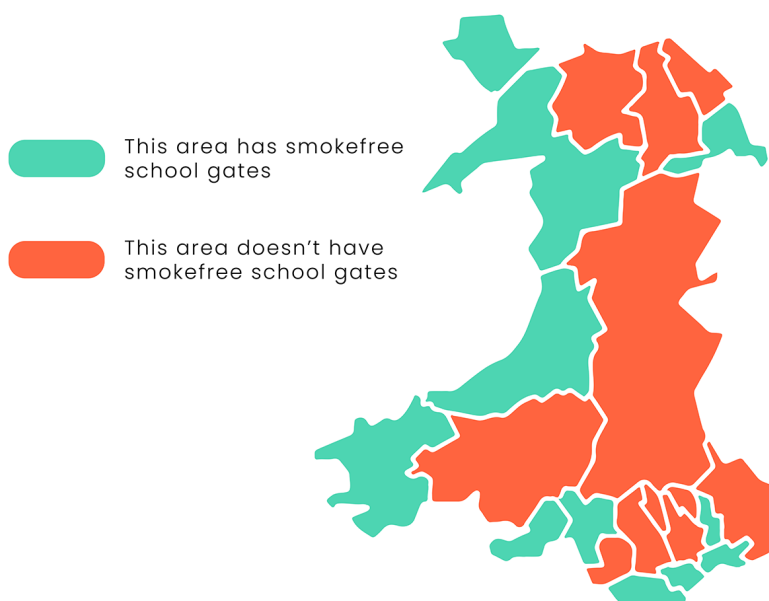 This area has smokefree
school gates
This area doesn’t have
smokefree school gates